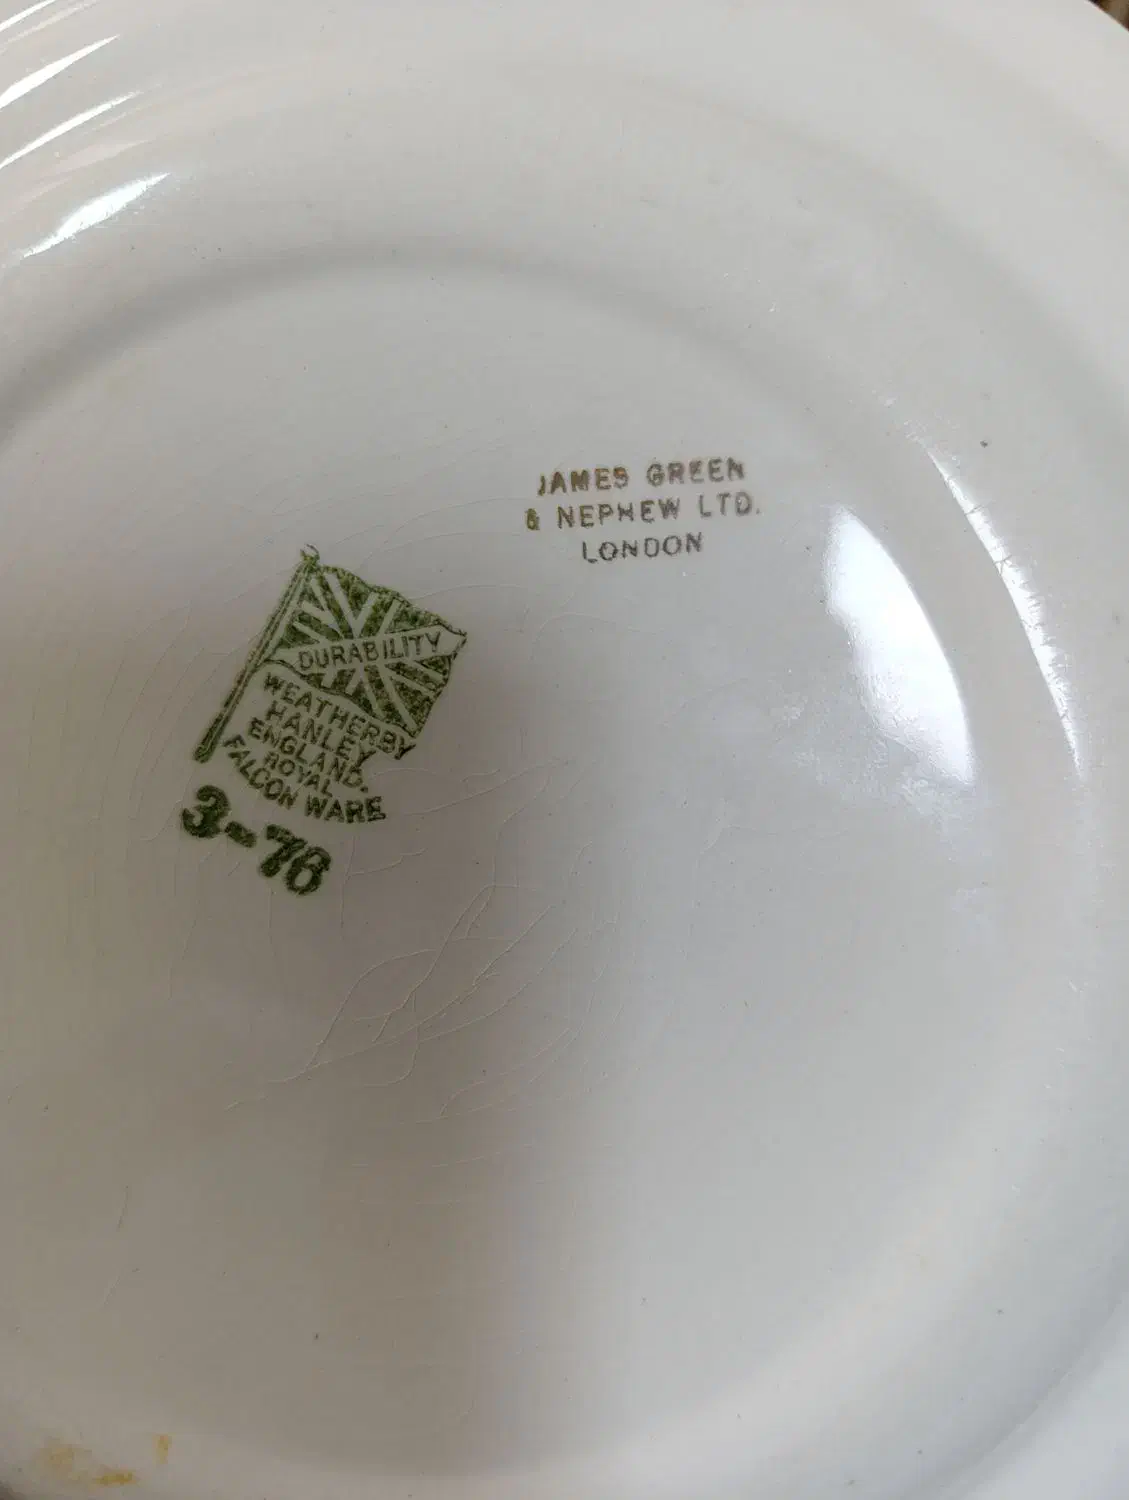 JAMES GREEN
& NEPHEW LTD.
LONDON
DURABILITY
WEATHERBY
HANLEY
ENGLAND.
ROYAL
FALCON WARE
3-76